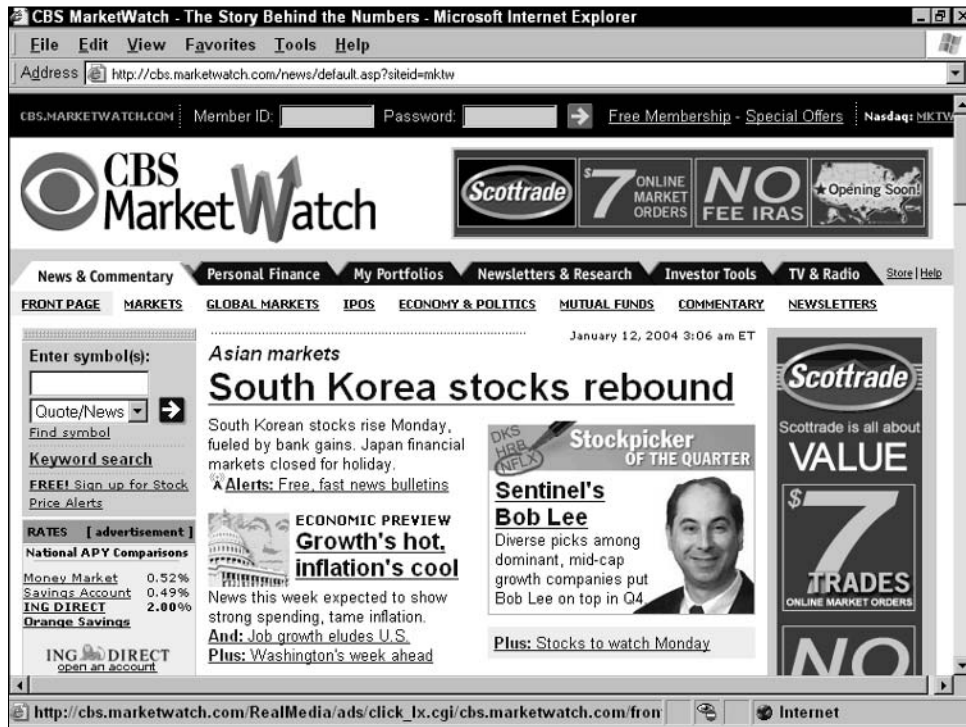 CBS MarketWatch - The Story Behind the Numbers - Microsoft Internet Explorer
File Edit View Favorites Tools Help
Address http://cbs.marketwatch.com/news/default.asp?siteid=mktw
CBS.MARKETWATCH.COM Member ID: Password: Free Membership - Special Offers Nasdaq: MKTW
CBS
MarketWatch
Scottrade $7 ONLINE MARKET ORDERS NO FEE IRAS Opening Soon!
News & Commentary Personal Finance My Portfolios Newsletters & Research Investor Tools TV & Radio Store | Help
FRONT PAGE MARKETS GLOBAL MARKETS IPOS ECONOMY & POLITICS MUTUAL FUNDS COMMENTARY NEWSLETTERS
Enter symbol(s):
Quote/News
Find symbol
Keyword search
FREE! Sign up for Stock
Price Alerts
RATES [ advertisement ]
National APY Comparisons
Money Market 0.52%
Savings Account 0.49%
ING DIRECT 2.00%
Orange Savings
ING DIRECT
open an account
January 12, 2004 3:06 am ET
Asian markets
South Korea stocks rebound
South Korean stocks rise Monday,
fueled by bank gains. Japan financial
markets closed for holiday.
Alerts: Free, fast news bulletins
ECONOMIC PREVIEW
Growth's hot,
inflation's cool
News this week expected to show
strong spending, tame inflation.
And: Job growth eludes U.S.
Plus: Washington's week ahead
DKS
HRB
NFLX
Stockpicker
OF THE QUARTER
Sentinel's
Bob Lee
Diverse picks among
dominant, mid-cap
growth companies put
Bob Lee on top in Q4
Plus: Stocks to watch Monday
Scottrade
Scottrade is all about
VALUE
$7
TRADES
ONLINE MARKET ORDERS
NO
http://cbs.marketwatch.com/RealMedia/ads/click_lx.cgi/cbs.marketwatch.com/fron Internet